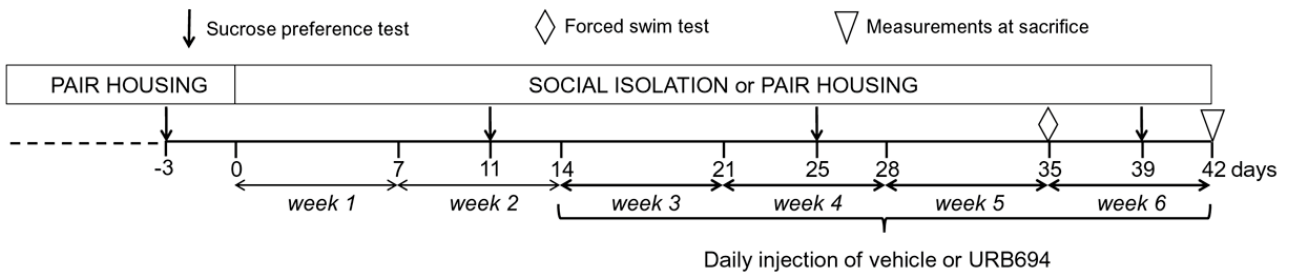 Sucrose preference test Forced swim test Measurements at sacrifice
PAIR HOUSING SOCIAL ISOLATION or PAIR HOUSING
-3 0 7 11 14 21 25 28 35 39 42 days
week 1 week 2 week 3 week 4 week 5 week 6
Daily injection of vehicle or URB694